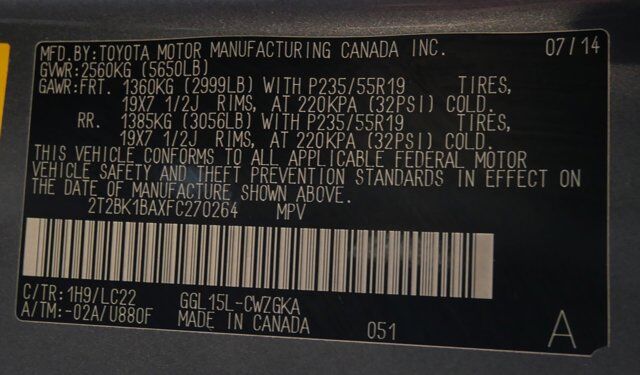 MFD.BY:TOYOTA MOTOR MANUFACTURING CANADA INC. 07/14
GVWR:2560KG (5650LB)
GAWR:FRT. 1360KG (2999LB) WITH P235/55R19 TIRES,
19X7 1/2J RIMS, AT 220KPA (32PSI) COLD.
RR. 1385KG (3056LB) WITH P235/55R19 TIRES,
19X7 1/2J RIMS, AT 220KPA (32PSI) COLD.
THIS VEHICLE CONFORMS TO ALL APPLICABLE FEDERAL MOTOR
VEHICLE SAFETY AND THEFT PREVENTION STANDARDS IN EFFECT ON
THE DATE OF MANUFACTURE SHOWN ABOVE.
2T2BK1BAXFC270264 MPV
C/TR:1H9/LC22 GGL15L-CWZGKA
A/TM:-02A/U880F MADE IN CANADA 051 A